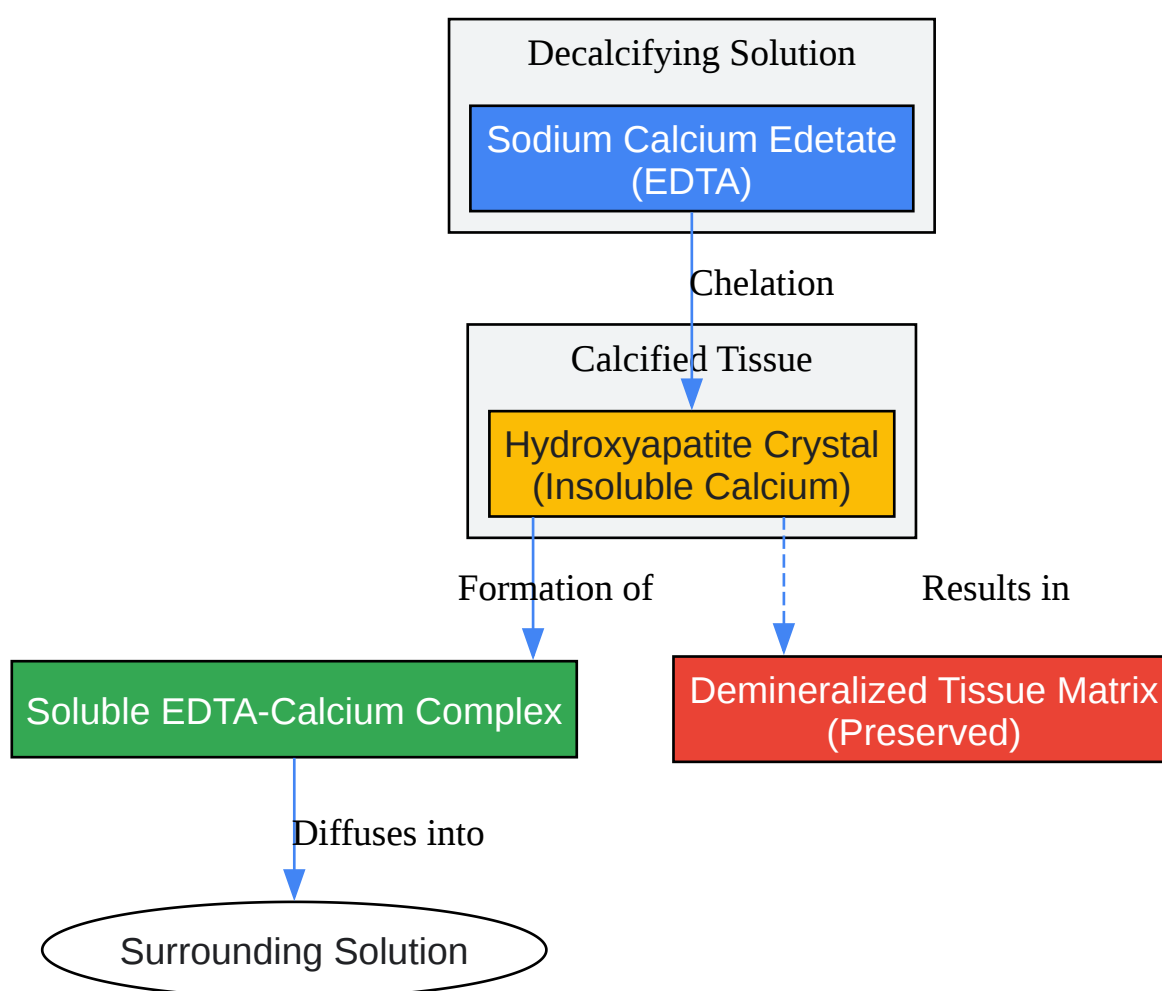 Decalcifying Solution
Sodium Calcium Edetate
(EDTA)
Chelation
Calcified Tissue
Hydroxyapatite Crystal
(Insoluble Calcium)
Formation of
Results in
Soluble EDTA-Calcium Complex
Demineralized Tissue Matrix
(Preserved)
Diffuses into
Surrounding Solution